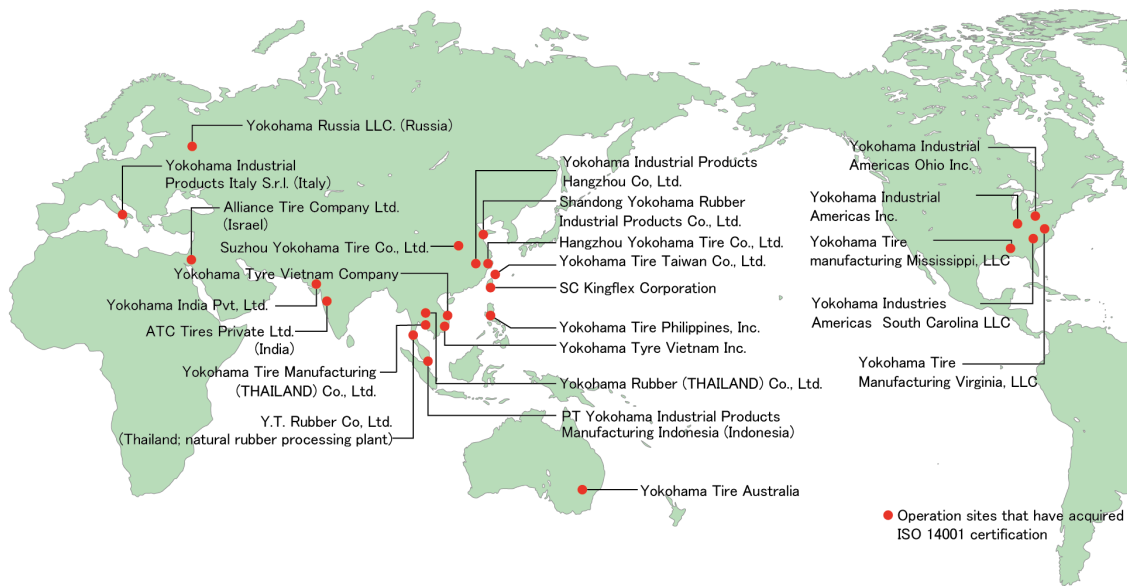 Yokohama Russia LLC. (Russia)
Yokohama Industrial
Products Italy S.r.l. (Italy)
Alliance Tire Company Ltd.
(Israel)
Suzhou Yokohama Tire Co., Ltd.
Yokohama Tyre Vietnam Company
Yokohama India Pvt, Ltd.
ATC Tires Private Ltd.
(India)
Yokohama Tire Manufacturing
(THAILAND) Co., Ltd.
Y.T. Rubber Co, Ltd.
(Thailand; natural rubber processing plant)
Yokohama Industrial Products
Hangzhou Co, Ltd.
Shandong Yokohama Rubber
Industrial Products Co., Ltd.
Hangzhou Yokohama Tire Co., Ltd.
Yokohama Tire Taiwan Co., Ltd.
SC Kingflex Corporation
Yokohama Tire Philippines, Inc.
Yokohama Tyre Vietnam Inc.
Yokohama Rubber (THAILAND) Co., Ltd.
PT Yokohama Industrial Products
Manufacturing Indonesia (Indonesia)
Yokohama Tire Australia
Yokohama Industrial
Americas Ohio Inc.
Yokohama Industrial
Americas Inc.
Yokohama Tire
manufacturing Mississippi, LLC
Yokohama Industries
Americas South Carolina LLC
Yokohama Tire
Manufacturing Virginia, LLC
Operation sites that have acquired
ISO 14001 certification